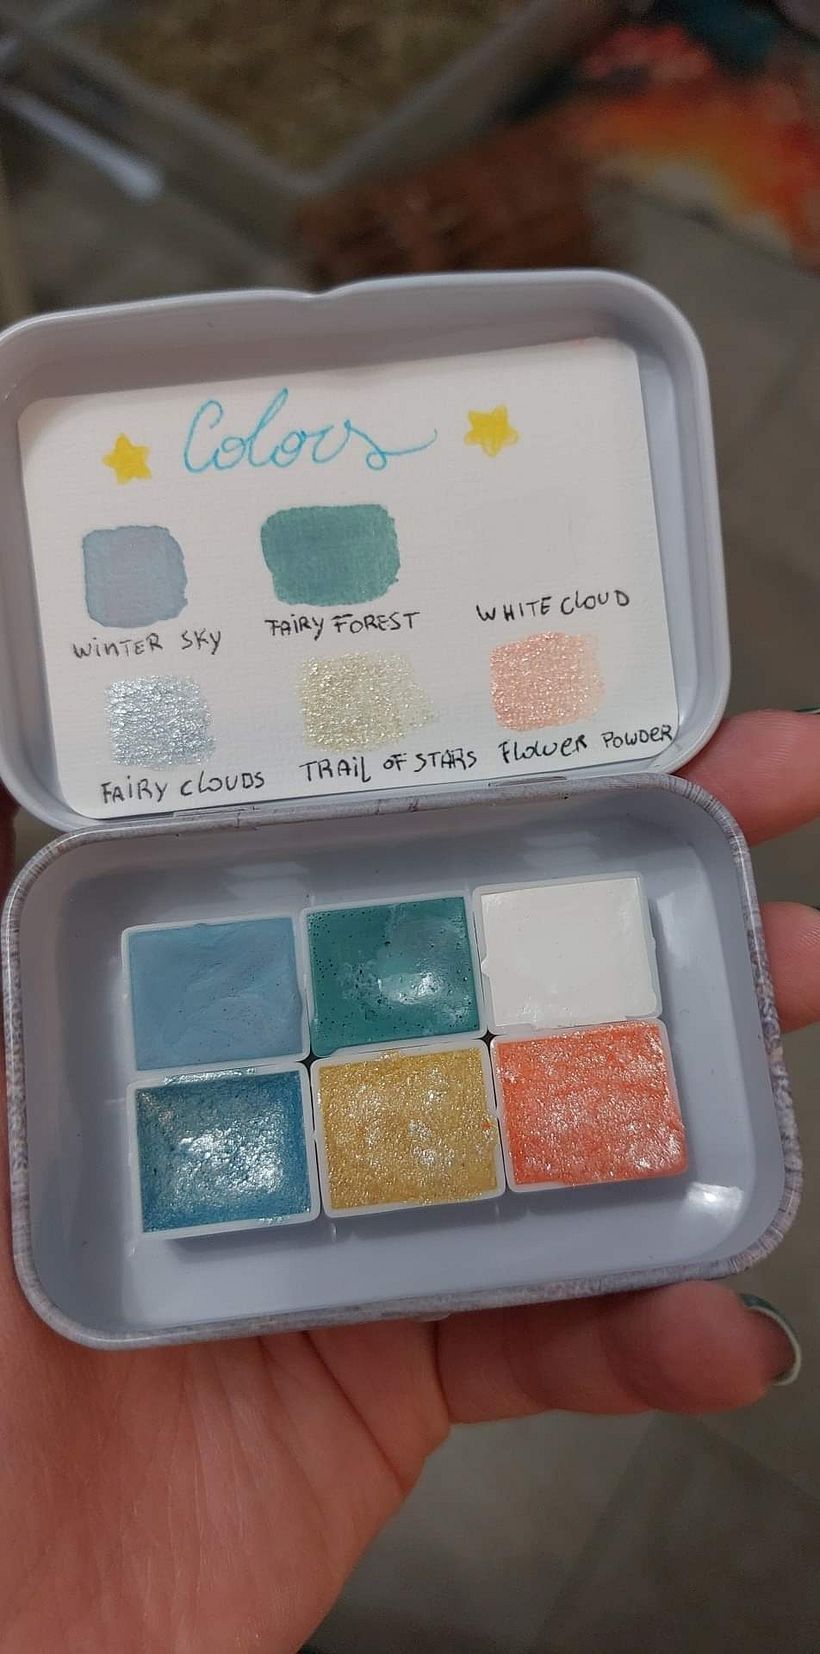 Colors
WINTER SKY FAIRY FOREST WHITE CLOUD
FAIRY CLOUDS TRAIL OF STARS FLOWER POWDER